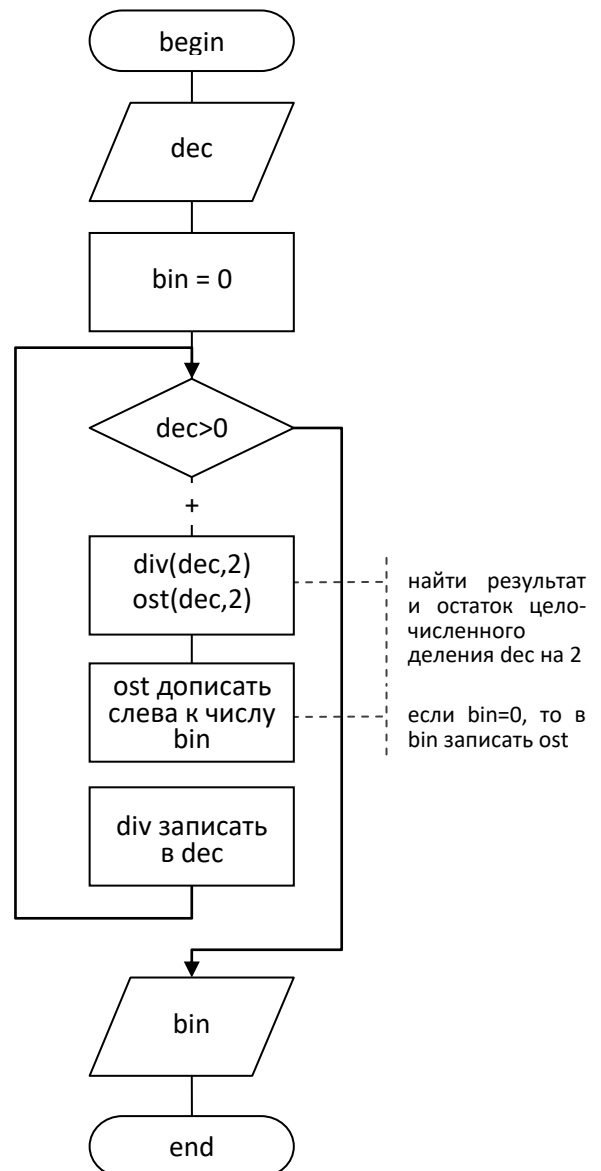 begin
dec
bin = 0
dec>0
+
div(dec,2)
ost(dec,2)
найти результат
и остаток цело-
численного
деления dec на 2
ost дописать
слева к числу
bin
если bin=0, то в
bin записать ost
div записать
в dec
bin
end